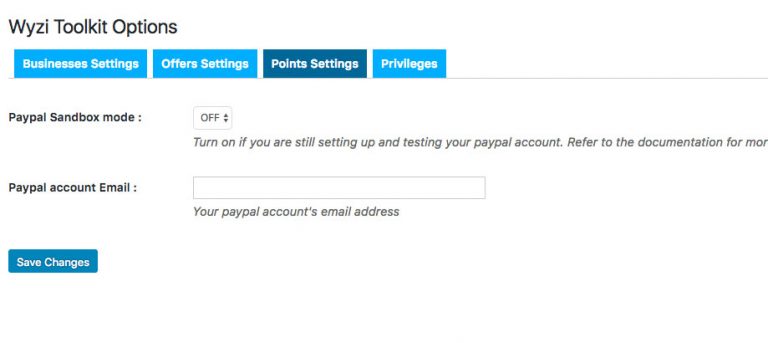 Wyzi Toolkit Options
Businesses Settings Offers Settings Points Settings Privileges
Paypal Sandbox mode : OFF
Turn on if you are still setting up and testing your paypal account. Refer to the documentation for mor
Paypal account Email :
Your paypal account's email address
Save Changes